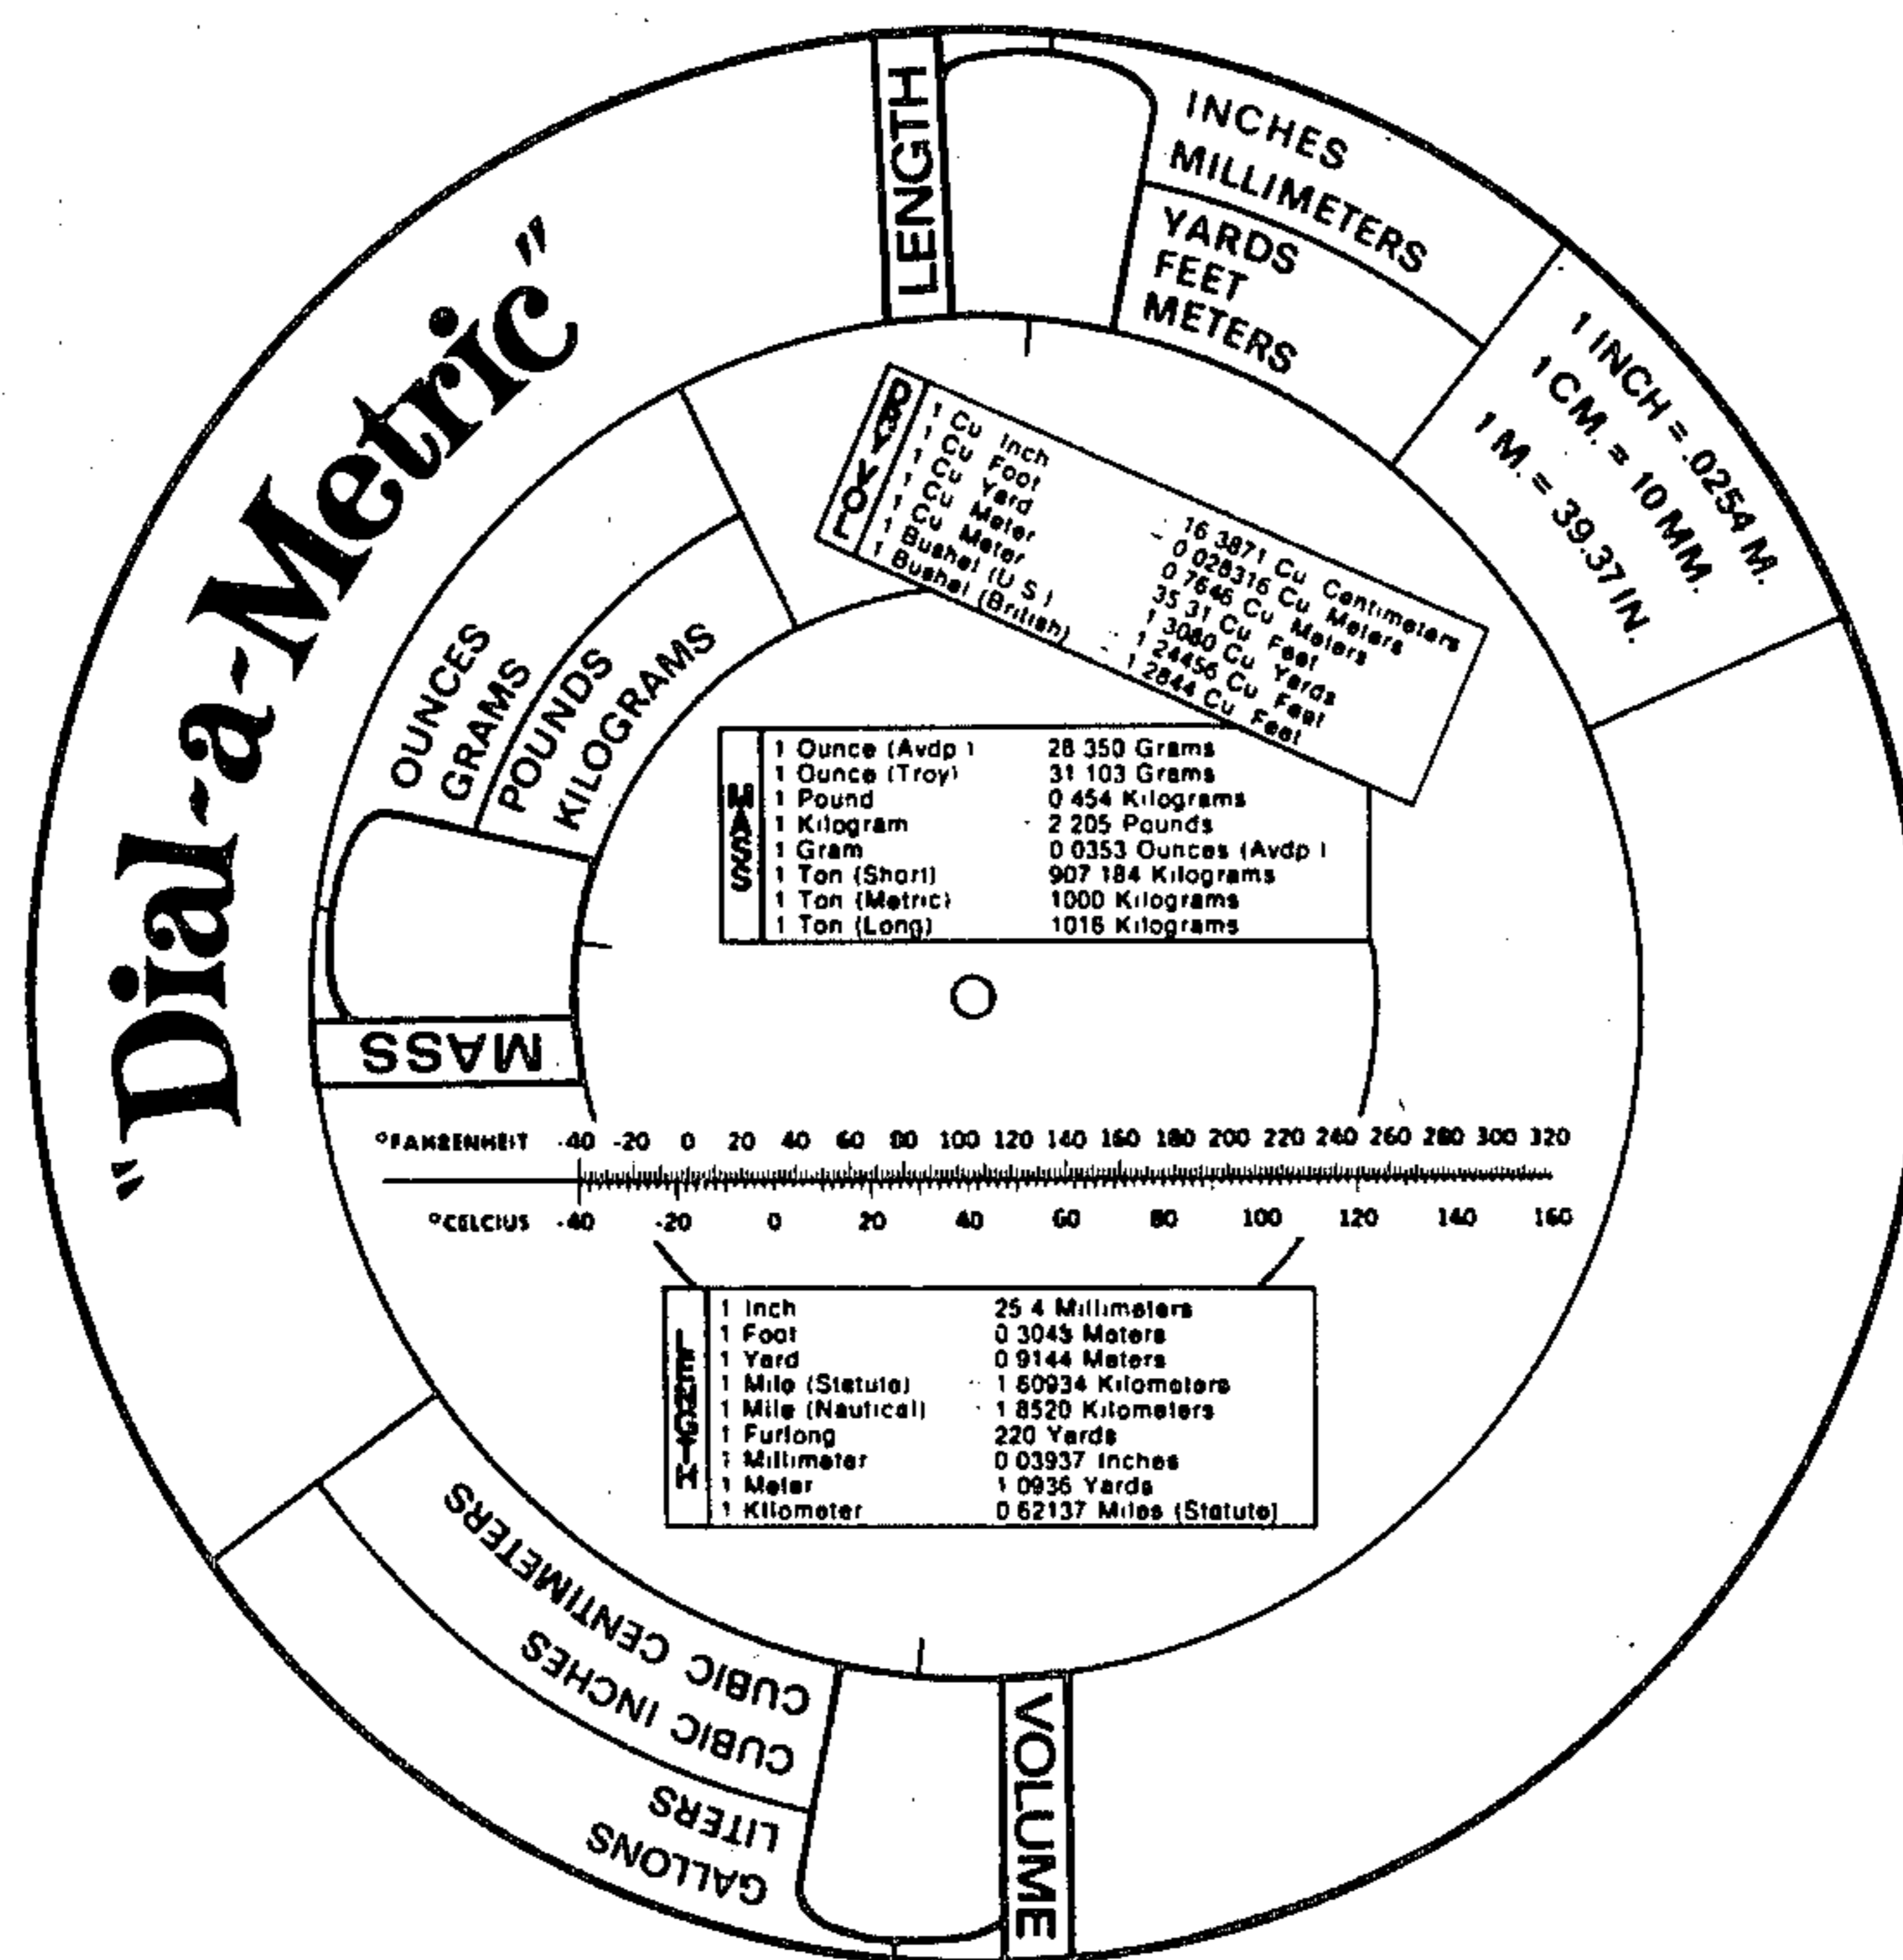 "Dial-a-Metric"
LENGTH
INCHES
MILLIMETERS
YARDS
FEET
METERS
1 INCH = .0254 M.
1 CM. = 10 MM.
1 M. = 39.37 IN.
OUNCES
GRAMS
POUNDS
KILOGRAMS
MASS
DRY VOL
1 Cu Inch 16 3871 Cu Centimeters
1 Cu Foot - 0 028316 Cu Meters
1 Cu Yard 0 7646 Cu Meters
1 Cu Meter 35 31 Cu Feet
1 Cu Meter 1 3080 Cu Yards
1 Bushel (U S ) 1 24456 Cu Feet
1 Bushel (British) - 1 2844 Cu Feet
MASS
1 Ounce (Avdp ) 28 350 Grams
1 Ounce (Troy) 31 103 Grams
1 Pound 0 454 Kilograms
1 Kilogram 2 205 Pounds
1 Gram 0 0353 Ounces (Avdp )
1 Ton (Short) 907 184 Kilograms
1 Ton (Metric) 1000 Kilograms
1 Ton (Long) 1016 Kilograms
°FAHRENHEIT -40 -20 0 20 40 60 80 100 120 140 160 180 200 220 240 260 280 300 320
°CELCIUS -40 -20 0 20 40 60 80 100 120 140 160
LENGTH
1 Inch 25 4 Millimeters
1 Foot Meters
1 Yard 0 9144 Meters
1 Mile (Statute) 1 60934 Kilometers
1 Mile (Nautical) 1 8520 Kilometers
1 Furlong 220 Yards
1 Millimeter 0 03937 Inches
1 Meter 1 0936 Yards
1 Kilometer 0 62137 Miles (Statute)
CUBIC CENTIMETERS
CUBIC INCHES
LITERS
GALLONS
VOLUME